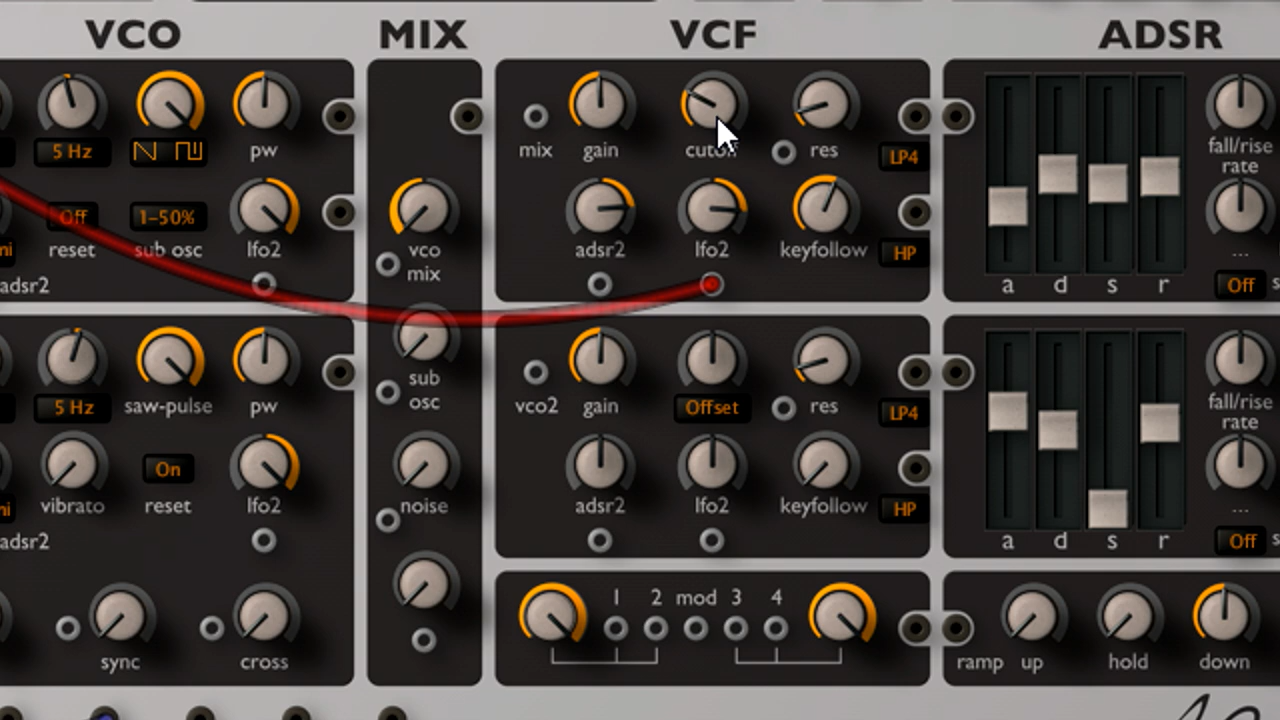 VCO MIX VCF ADSR
5 Hz pw mix gain res LP4 fall/rise
rate
Off 1-50%
ni reset sub osc lfo2 vco adsr2 lfo2 keyfollow HP ...
mix
adsr2 a d s r Off s
5 Hz saw-pulse pw sub vco2 gain Offset res LP4 fall/rise
osc rate
On
ni vibrato reset lfo2 noise adsr2 lfo2 keyfollow HP ...
adsr2 a d s r Off s
1 2 mod 3 4
sync cross ramp up hold down